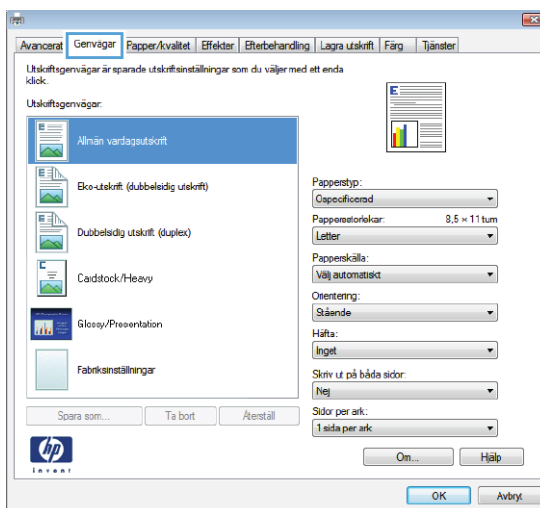 Avancerat Genvägar Papper/kvalitet Effekter Efterbehandling Lagra utskrift Färg Tjänster
Utskriftsgenvägar är sparade utskriftsinställningar som du väljer med ett enda
klick.
Utskriftsgenvägar:
Allmän vardagsutskrift
Eko-utskrift (dubbelsidig utskrift)
Dubbelsidig utskrift (duplex)
Cardstock/Heavy
Glossy/Presentation
Fabriksinställningar
Spara som... Ta bort Återställ
Papperstyp:
Ospecificerad
Pappersstorlekar: 8,5 × 11 tum
Letter
Papperskälla:
Välj automatiskt
Orientering:
Stående
Häfta:
Inget
Skriv ut på båda sidor:
Nej
Sidor per ark:
1 sida per ark
hp
invent
Om... Hjälp
OK Avbryt